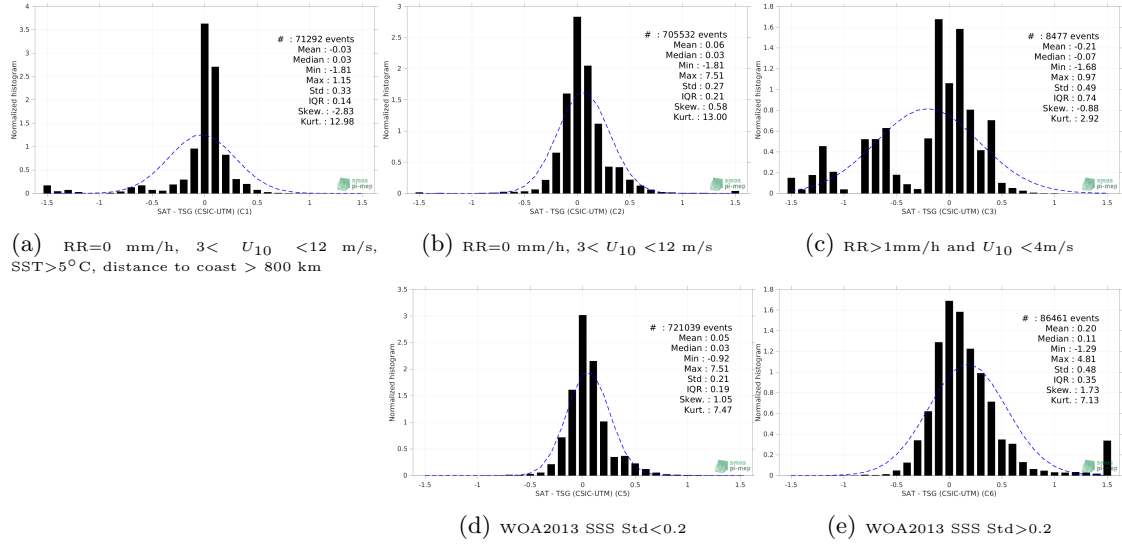 4
3.5
3
2.5
2
1.5
1
0.5
0
-1.5 -1 -0.5 0 0.5 1 1.5
Normalized histogram
SAT - TSG (CSIC-UTM) (C1)
# : 71292 events
Mean : -0.03
Median : 0.03
Min : -1.81
Max : 1.15
Std : 0.33
IQR : 0.14
Skew. : -2.83
Kurt. : 12.98
smos
pi-mep
(a) RR=0 mm/h, 3< U10 <12 m/s,
SST>5°C, distance to coast > 800 km
3
2.5
2
1.5
1
0.5
0
-1.5 -1 -0.5 0 0.5 1 1.5
Normalized histogram
SAT - TSG (CSIC-UTM) (C2)
# : 705532 events
Mean : 0.06
Median : 0.03
Min : -1.81
Max : 7.51
Std : 0.27
IQR : 0.21
Skew. : 0.58
Kurt. : 13.00
smos
pi-mep
(b) RR=0 mm/h, 3< U10 <12 m/s
1.8
1.6
1.4
1.2
1
0.8
0.6
0.4
0.2
0
-1.5 -1 -0.5 0 0.5 1 1.5
Normalized histogram
SAT - TSG (CSIC-UTM) (C3)
# : 8477 events
Mean : -0.21
Median : -0.07
Min : -1.68
Max : 0.97
Std : 0.49
IQR : 0.74
Skew. : -0.88
Kurt. : 2.92
smos
pi-mep
(c) RR>1mm/h and U10 <4m/s
3.5
3
2.5
2
1.5
1
0.5
0
-1.5 -1 -0.5 0 0.5 1 1.5
Normalized histogram
SAT - TSG (CSIC-UTM) (C5)
# : 721039 events
Mean : 0.05
Median : 0.03
Min : -0.92
Max : 7.51
Std : 0.21
IQR : 0.19
Skew. : 1.05
Kurt. : 7.47
smos
pi-mep
(d) WOA2013 SSS Std<0.2
1.8
1.6
1.4
1.2
1
0.8
0.6
0.4
0.2
0
-1.5 -1 -0.5 0 0.5 1 1.5
Normalized histogram
SAT - TSG (CSIC-UTM) (C6)
# : 86461 events
Mean : 0.20
Median : 0.11
Min : -1.29
Max : 4.81
Std : 0.48
IQR : 0.35
Skew. : 1.73
Kurt. : 7.13
smos
pi-mep
(e) WOA2013 SSS Std>0.2